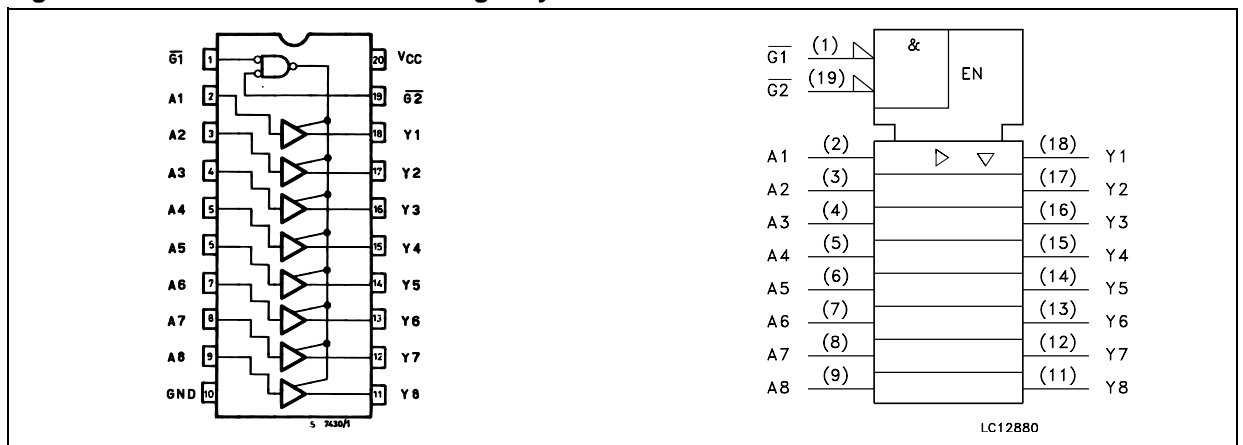 G1 1 20 VCC
19 G2
A1 2
A2 3 18 Y1
A3 4 17 Y2
A4 5 16 Y3
A5 6 15 Y4
A6 7 14 Y5
A7 8 13 Y6
A8 9 12 Y7
GND 10 11 Y8
S 7430/1
&
EN
G1 (1)
G2 (19)
A1 (2) (18) Y1
A2 (3) (17) Y2
A3 (4) (16) Y3
A4 (5) (15) Y4
A5 (6) (14) Y5
A6 (7) (13) Y6
A7 (8) (12) Y7
A8 (9) (11) Y8
LC12880